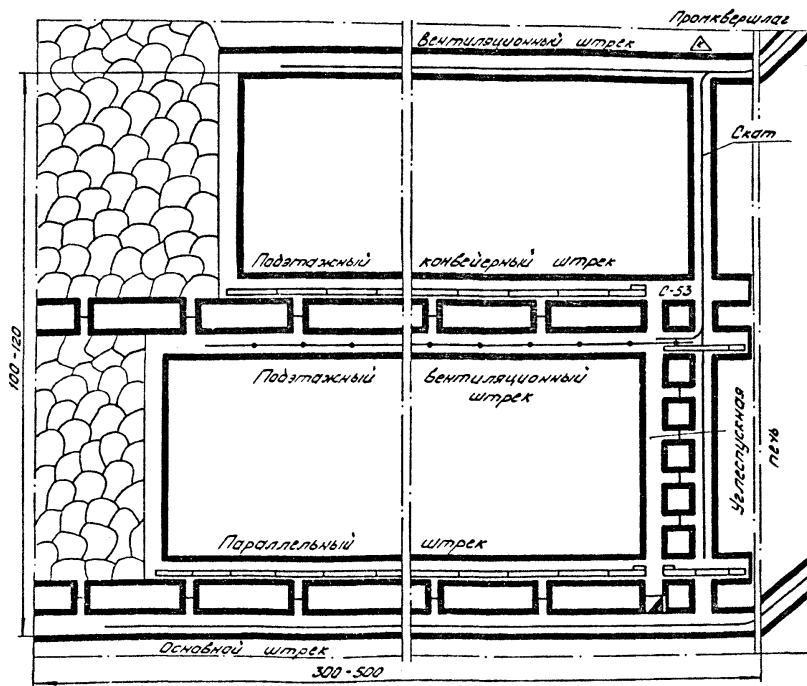 Промквершлаг
Вентиляционный штрек
к
Скат
Подэтажный конвейерный штрек
С-53
100-120
Подэтажный вентиляционный
штрек
Углеспускная
печь
Параллельный штрек
Основной штрек
300-500